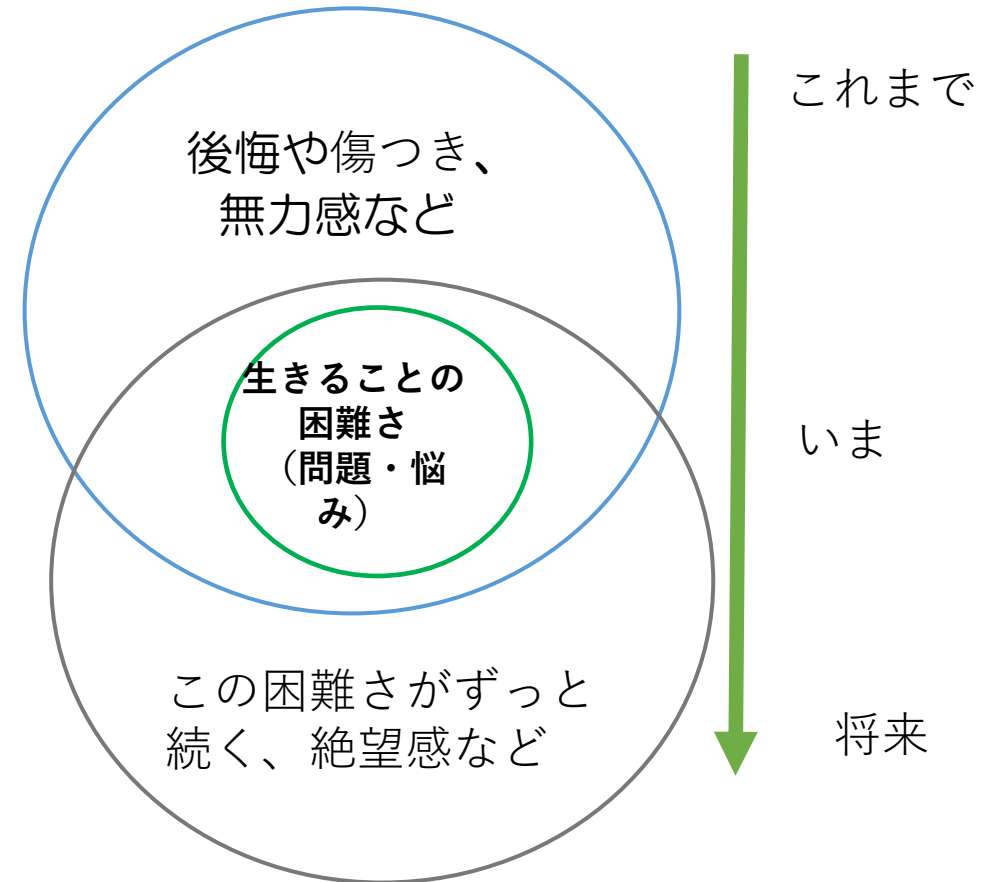 これまで
後悔や傷つき、
無力感など
生きることの
困難さ
（問題・悩
み）
いま
この困難さがずっと
続く、絶望感など
将来